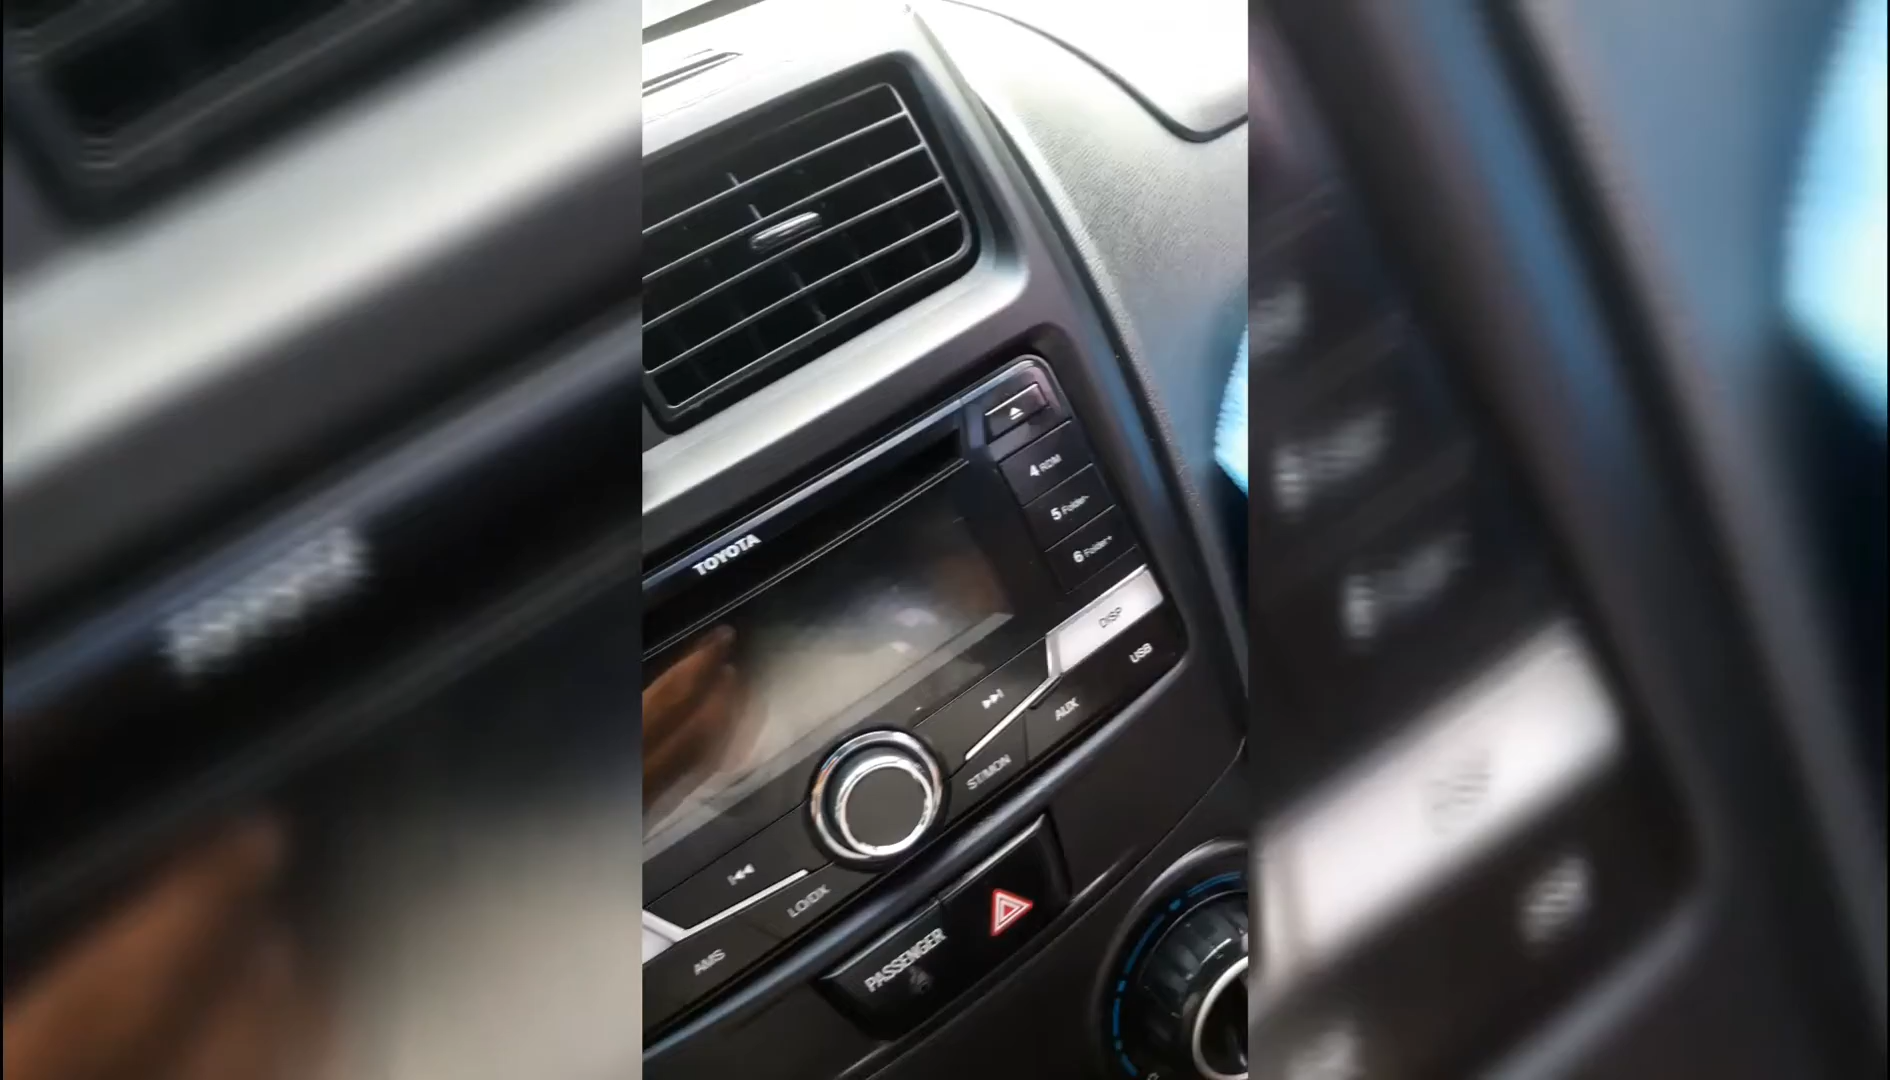 TOYOTA
4 RDM
5 Folder-
6 Folder+
DISP
USB
AUX
ST/MON
LO/DX
AMS
PASSENGER